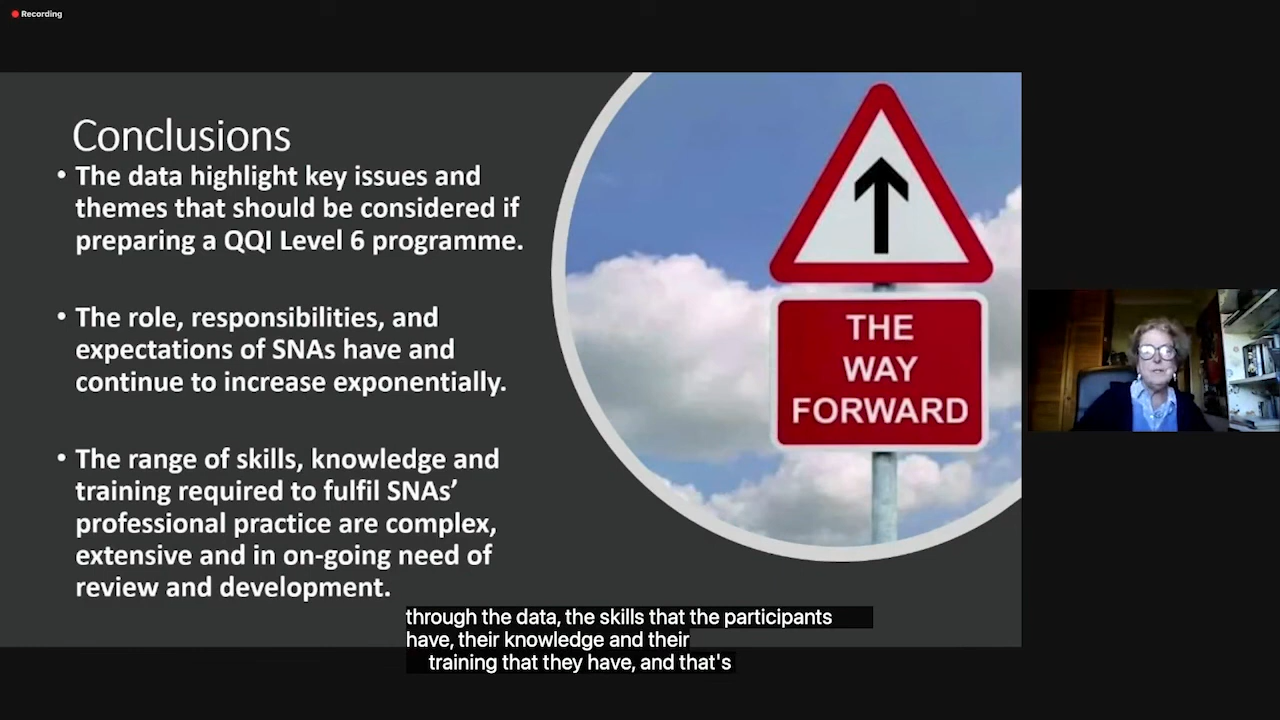 Recording
Conclusions
• The data highlight key issues and
themes that should be considered if
preparing a QQI Level 6 programme.
• The role, responsibilities, and
expectations of SNAs have and
continue to increase exponentially.
• The range of skills, knowledge and
training required to fulfil SNAs’
professional practice are complex,
extensive and in on-going need of
review and development.
THE
WAY
FORWARD
through the data, the skills that the participants
have, their knowledge and their
training that they have, and that's